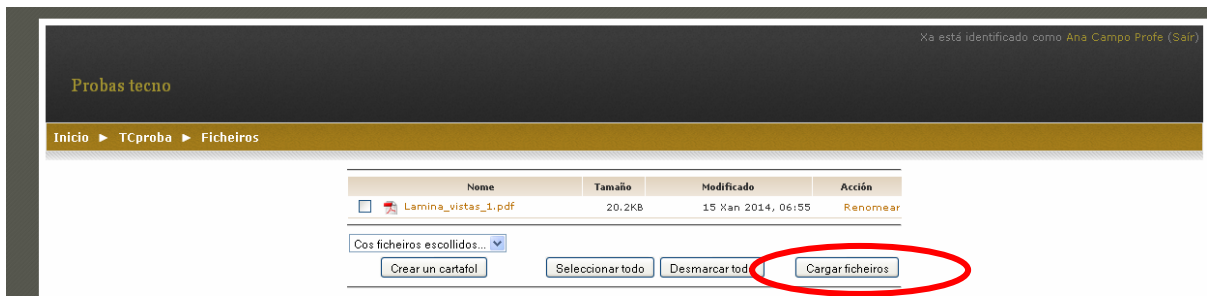 Xa está identificado como Ana Campo Profe (Saír)
Probas tecno
Inicio ► TCproba ► Ficheiros
Nome Tamaño Modificado Acción
Lamina_vistas_1.pdf 20.2KB 15 Xan 2014, 06:55 Renomear
Cos ficheiros escollidos...
Crear un cartafol Seleccionar todo Desmarcar todo Cargar ficheiros